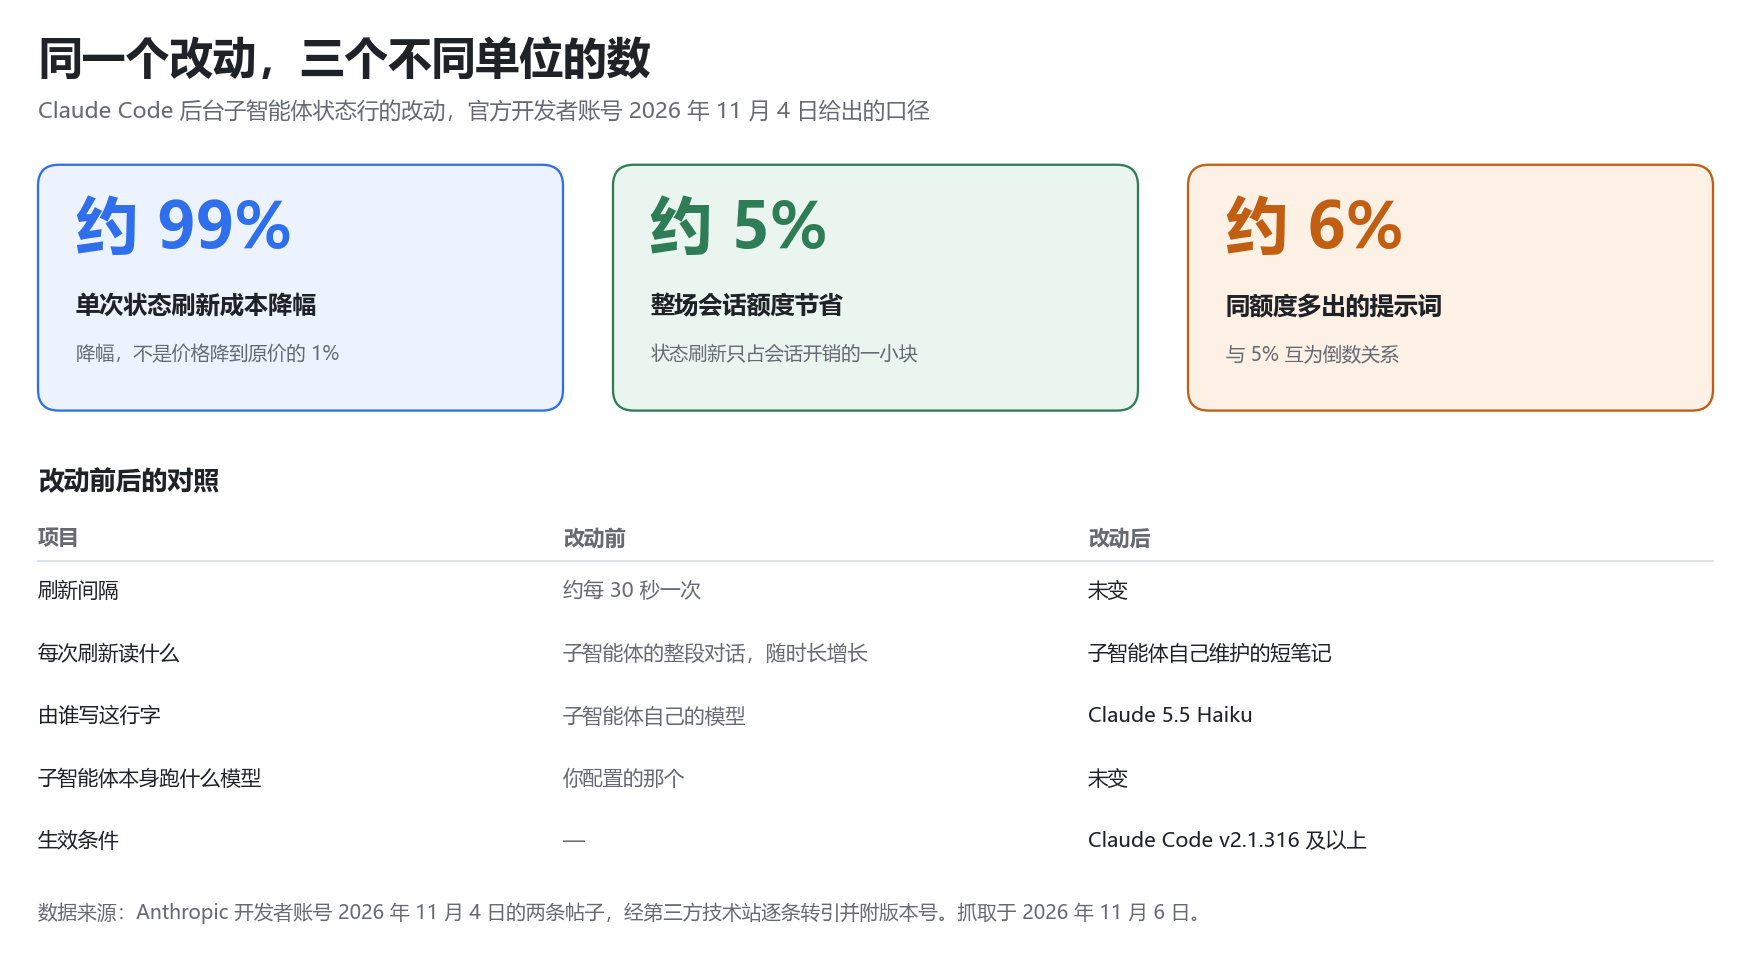 同一个改动，三个不同单位的数
Claude Code 后台子智能体状态行的改动，官方开发者账号 2026 年 11 月 4 日给出的口径
约 99%
单次状态刷新成本降幅
降幅，不是价格降到原价的 1%
约 5%
整场会话额度节省
状态刷新只占会话开销的一小块
约 6%
同额度多出的提示词
与 5% 互为倒数关系
改动前后的对照
项目 改动前 改动后
刷新间隔 约每 30 秒一次 未变
每次刷新读什么 子智能体的整段对话，随时长增长 子智能体自己维护的短笔记
由谁写这行字 子智能体自己的模型 Claude 5.5 Haiku
子智能体本身跑什么模型 你配置的那个 未变
生效条件 — Claude Code v2.1.316 及以上
数据来源：Anthropic 开发者账号 2026 年 11 月 4 日的两条帖子，经第三方技术站逐条转引并附版本号。抓取于 2026 年 11 月 6 日。